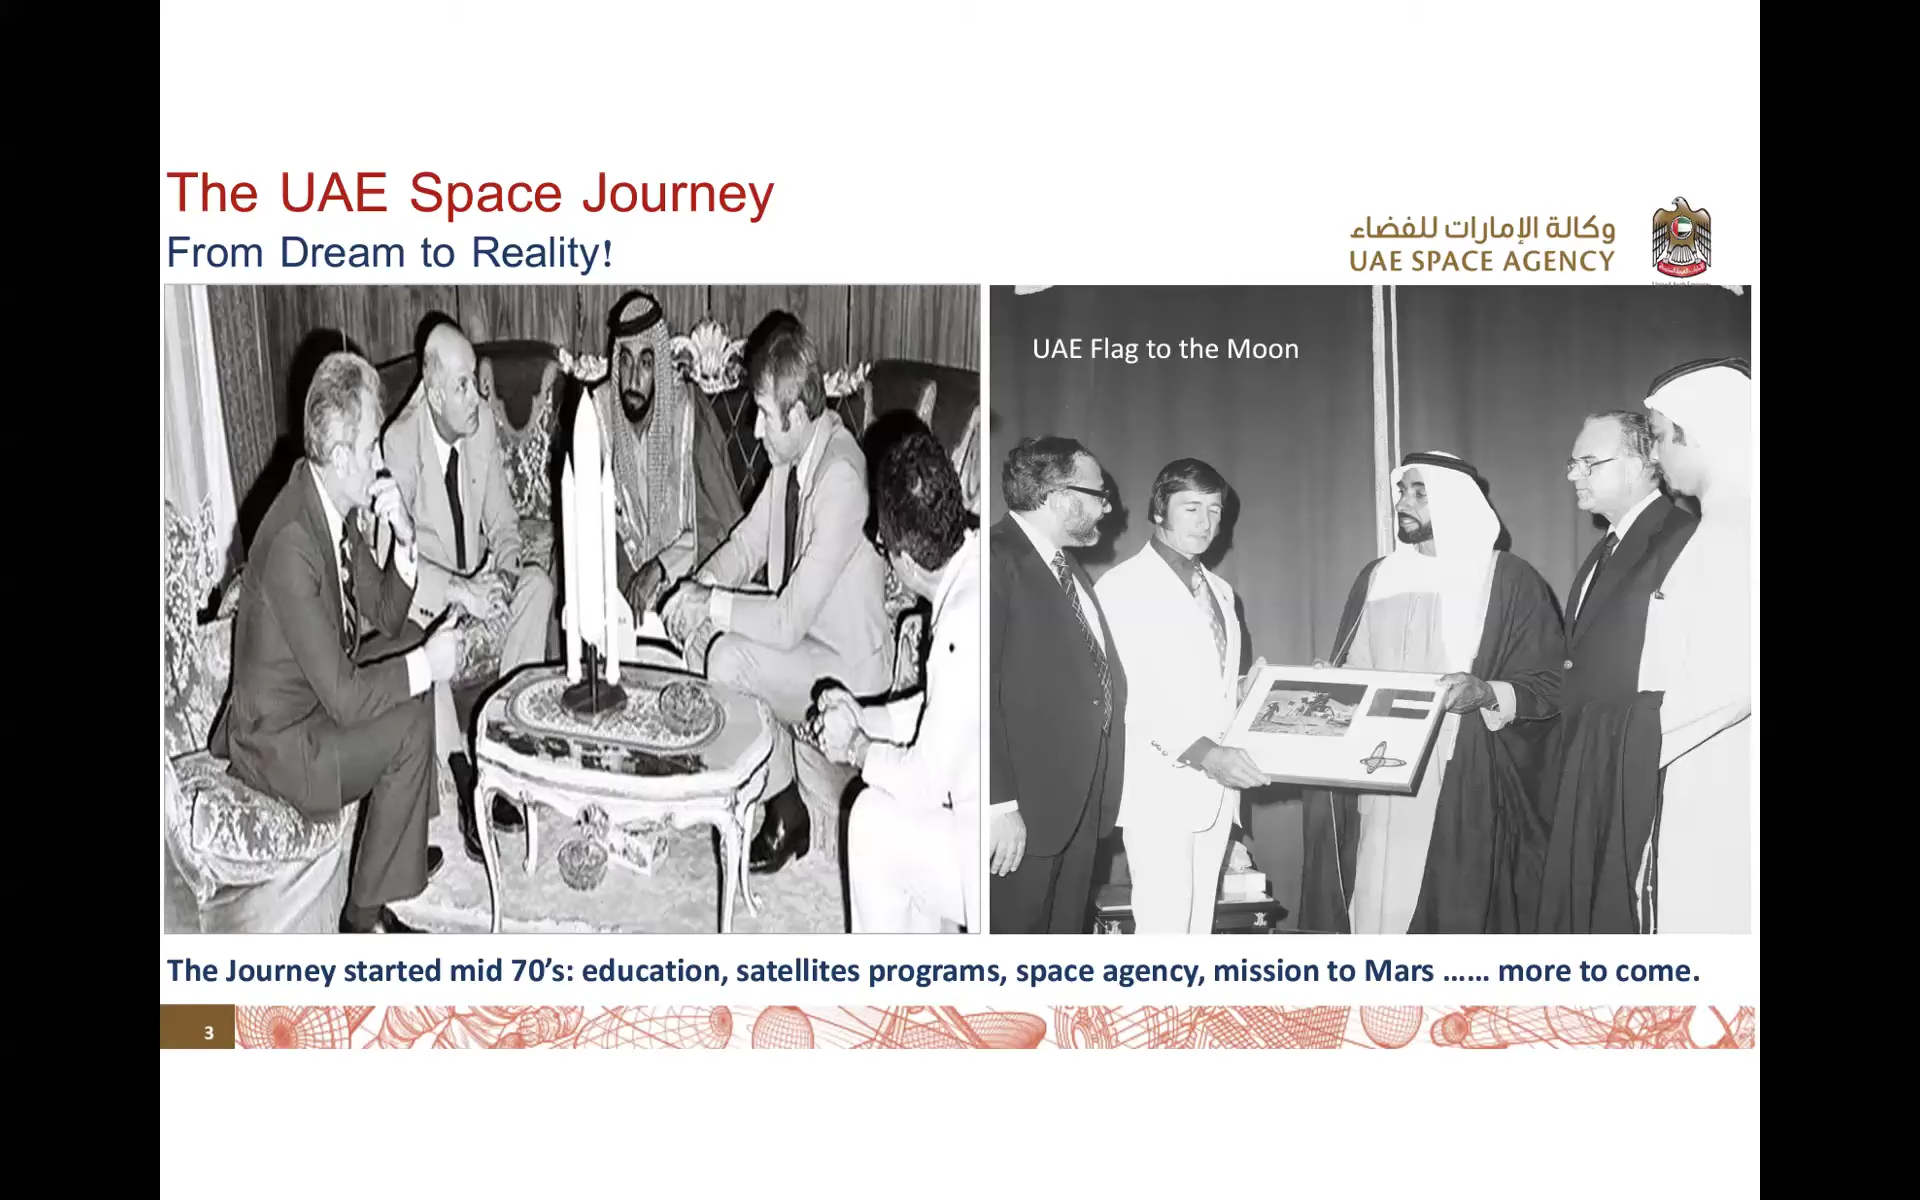 The UAE Space Journey
From Dream to Reality!
وكالة الإمارات للفضاء
UAE SPACE AGENCY
UAE Flag to the Moon
The Journey started mid 70’s: education, satellites programs, space agency, mission to Mars …... more to come.
3